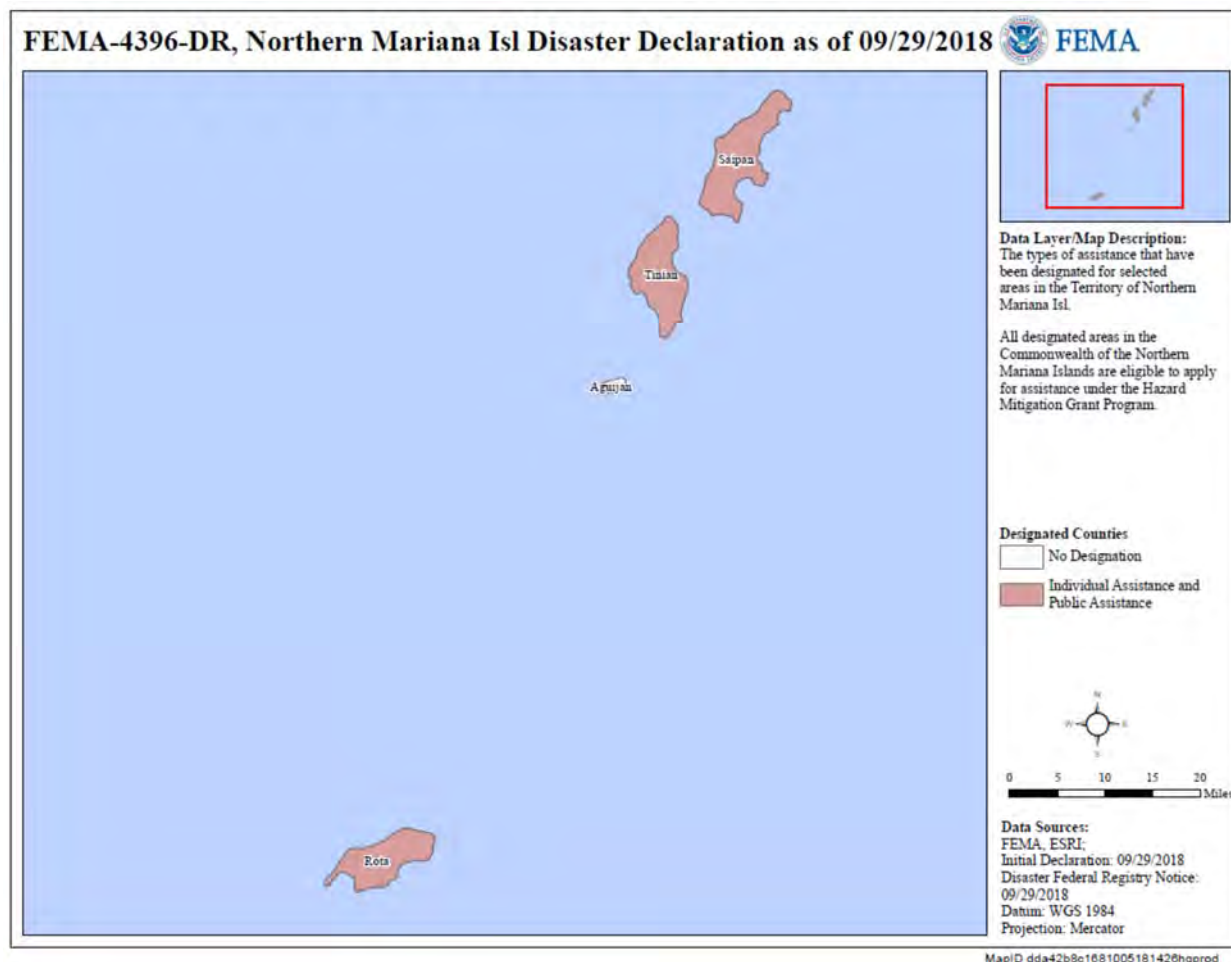 FEMA-4396-DR, Northern Mariana Isl Disaster Declaration as of 09/29/2018
FEMA
Saipan
Tinian
Aguijan
Rota
Data Layer/Map Description:
The types of assistance that have
been designated for selected
areas in the Territory of Northern
Mariana Isl.
All designated areas in the
Commonwealth of the Northern
Mariana Islands are eligible to apply
for assistance under the Hazard
Mitigation Grant Program.
Designated Counties
No Designation
Individual Assistance and
Public Assistance
N
W E
S
0 5 10 15 20
Miles
Data Sources:
FEMA, ESRI;
Initial Declaration: 09/29/2018
Disaster Federal Registry Notice:
09/29/2018
Datum: WGS 1984
Projection: Mercator
MapID dda42b8c1681005181426hqprod